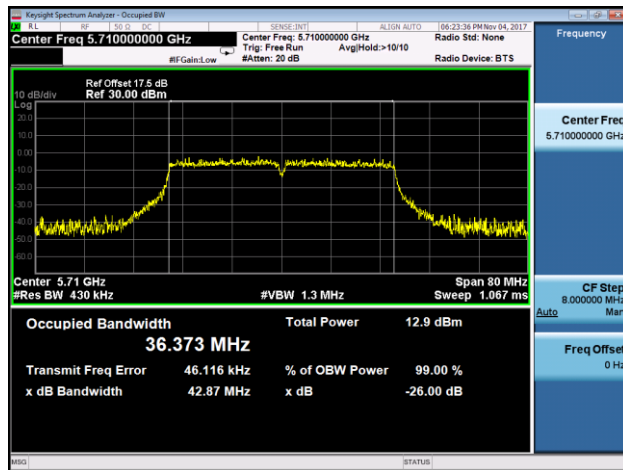 Keysight Spectrum Analyzer - Occupied BW
RL RF 50 Ω DC SENSE:INT ALIGN AUTO 06:23:36 PM Nov 04, 2017
Center Freq 5.710000000 GHz
Center Freq: 5.710000000 GHz
Radio Std: None
Trig: Free Run Avg|Hold:>10/10
#IFGain:Low #Atten: 20 dB Radio Device: BTS
Ref Offset 17.5 dB
10 dB/div Ref 30.00 dBm
Log
20.0
10.0
0.00
-10.0
-20.0
-30.0
-40.0
-50.0
-60.0
Center 5.71 GHz Span 80 MHz
#Res BW 430 kHz #VBW 1.3 MHz Sweep 1.067 ms
Occupied Bandwidth Total Power 12.9 dBm
36.373 MHz
Transmit Freq Error 46.116 kHz % of OBW Power 99.00 %
x dB Bandwidth 42.87 MHz x dB -26.00 dB
MSG STATUS
Frequency
Center Freq
5.710000000 GHz
CF Step
8.000000 MHz
Auto Man
Freq Offset
0 Hz